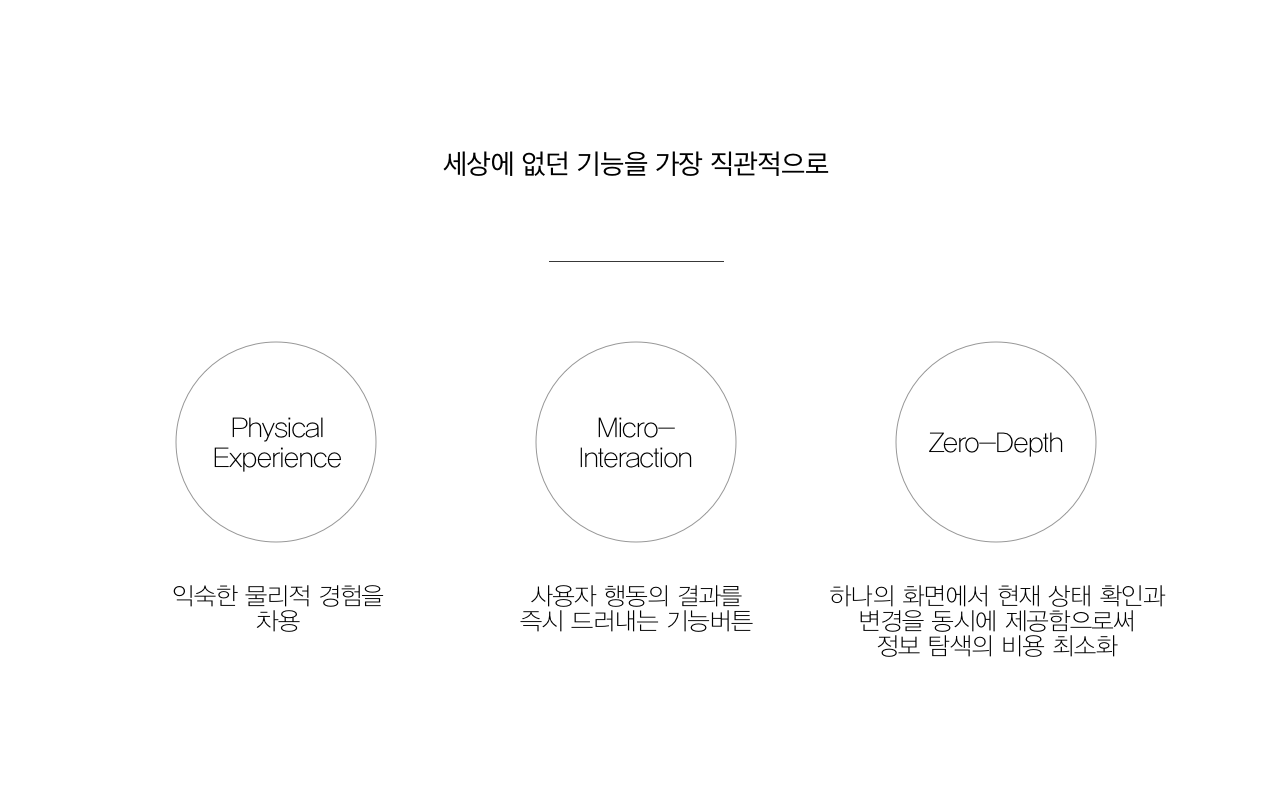 세상에 없던 기능을 가장 직관적으로
Physical
Experience
익숙한 물리적 경험을
차용
Micro—
Interaction
사용자 행동의 결과를
즉시 드러내는 기능버튼
Zero—Depth
하나의 화면에서 현재 상태 확인과
변경을 동시에 제공함으로써
정보 탐색의 비용 최소화